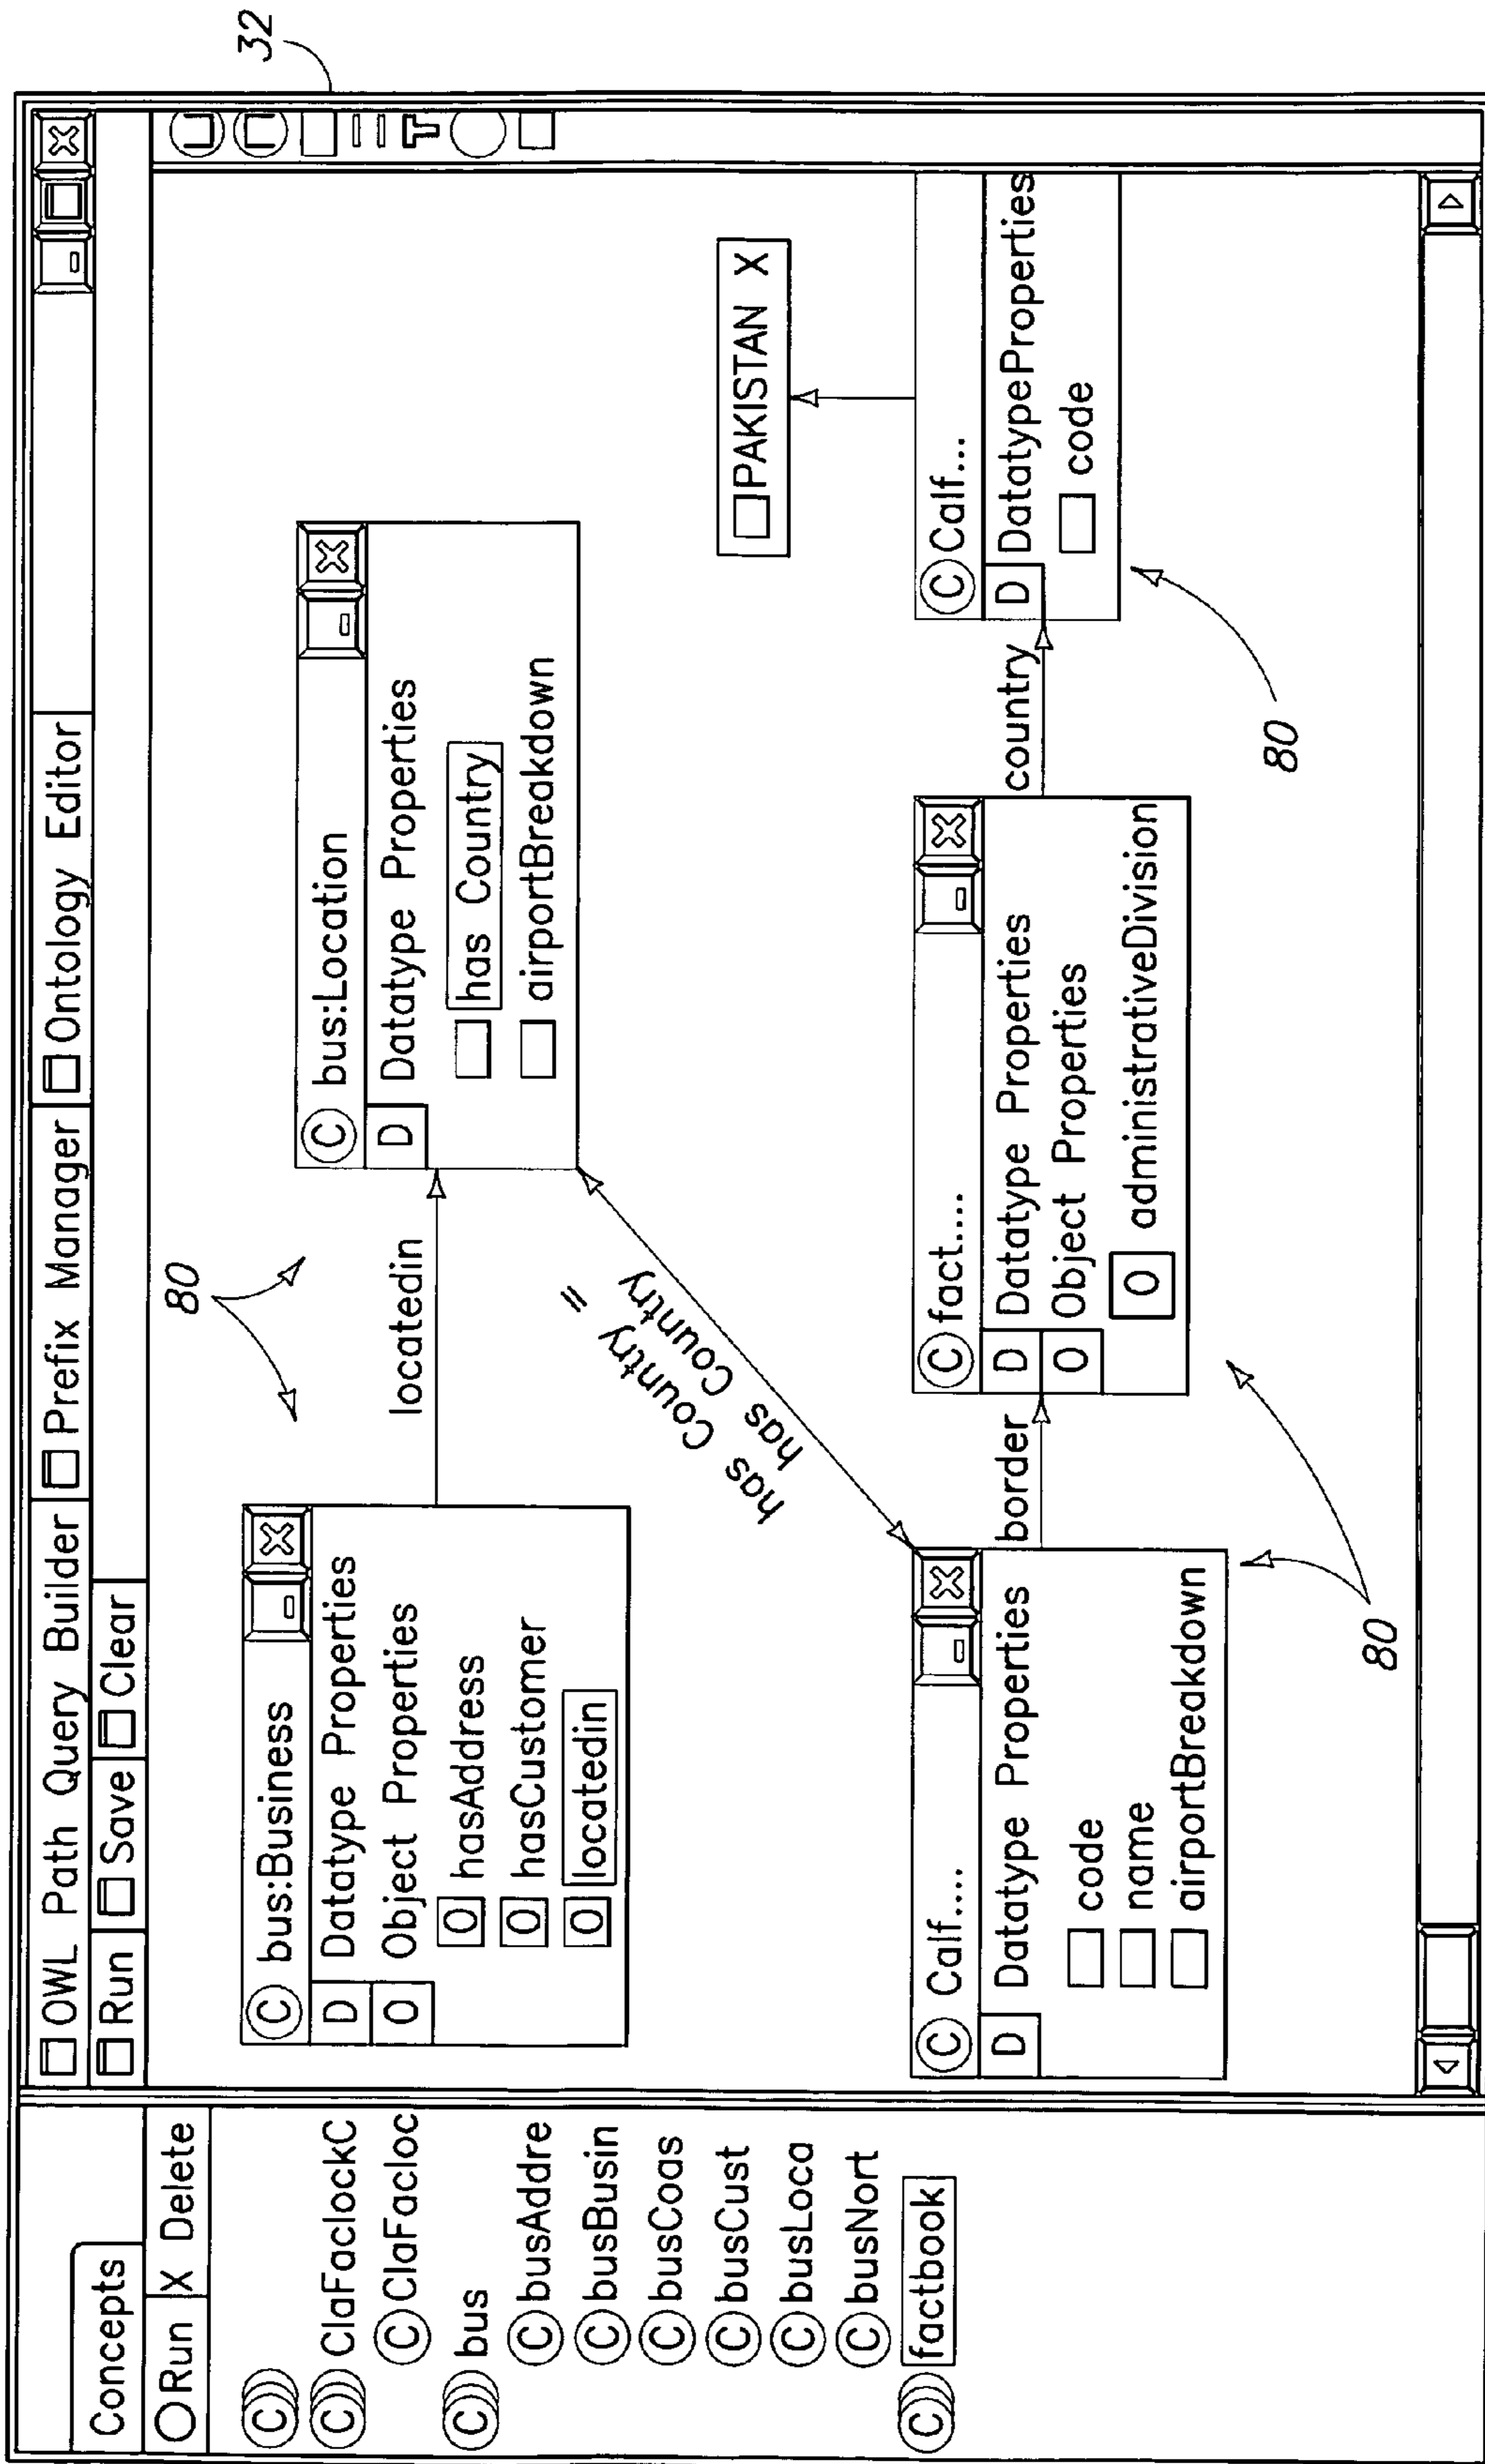 32
Concepts
Run X Delete
C
C ClaFaclockC
C ClaFacloc
C bus
C busAddre
C busBusin
C busCoas
C busCust
C busLoca
C busNort
C factbook
OWL Path Query Builder Prefix Manager Ontology Editor
Run Save Clear
80
C bus:Business
D Datatype Properties
O Object Properties
O hasAddress
O hasCustomer
O locatedin
locatedin
C bus:Location
D Datatype Properties
has Country
airportBreakdown
has Country =
has Country
PAKISTAN X
C Calf....
D Datatype Properties
code
name
airportBreakdown
border
C fact....
D Datatype Properties
O Object Properties
O administrativeDivision
country
C Calf...
D DatatypeProperties
code
80
80